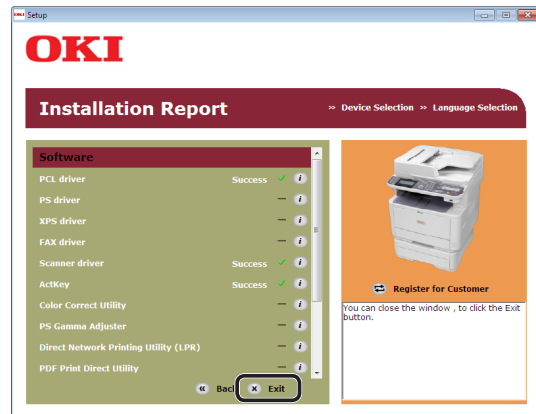 Setup
OKI
Installation Report
» Device Selection » Language Selection
Software
PCL driver Success
PS driver
XPS driver
FAX driver
Scanner driver Success
ActKey Success
Color Correct Utility
PS Gamma Adjuster
Direct Network Printing Utility (LPR)
PDF Print Direct Utility
Back Exit
Register for Customer
You can close the window , to click the Exit
button.